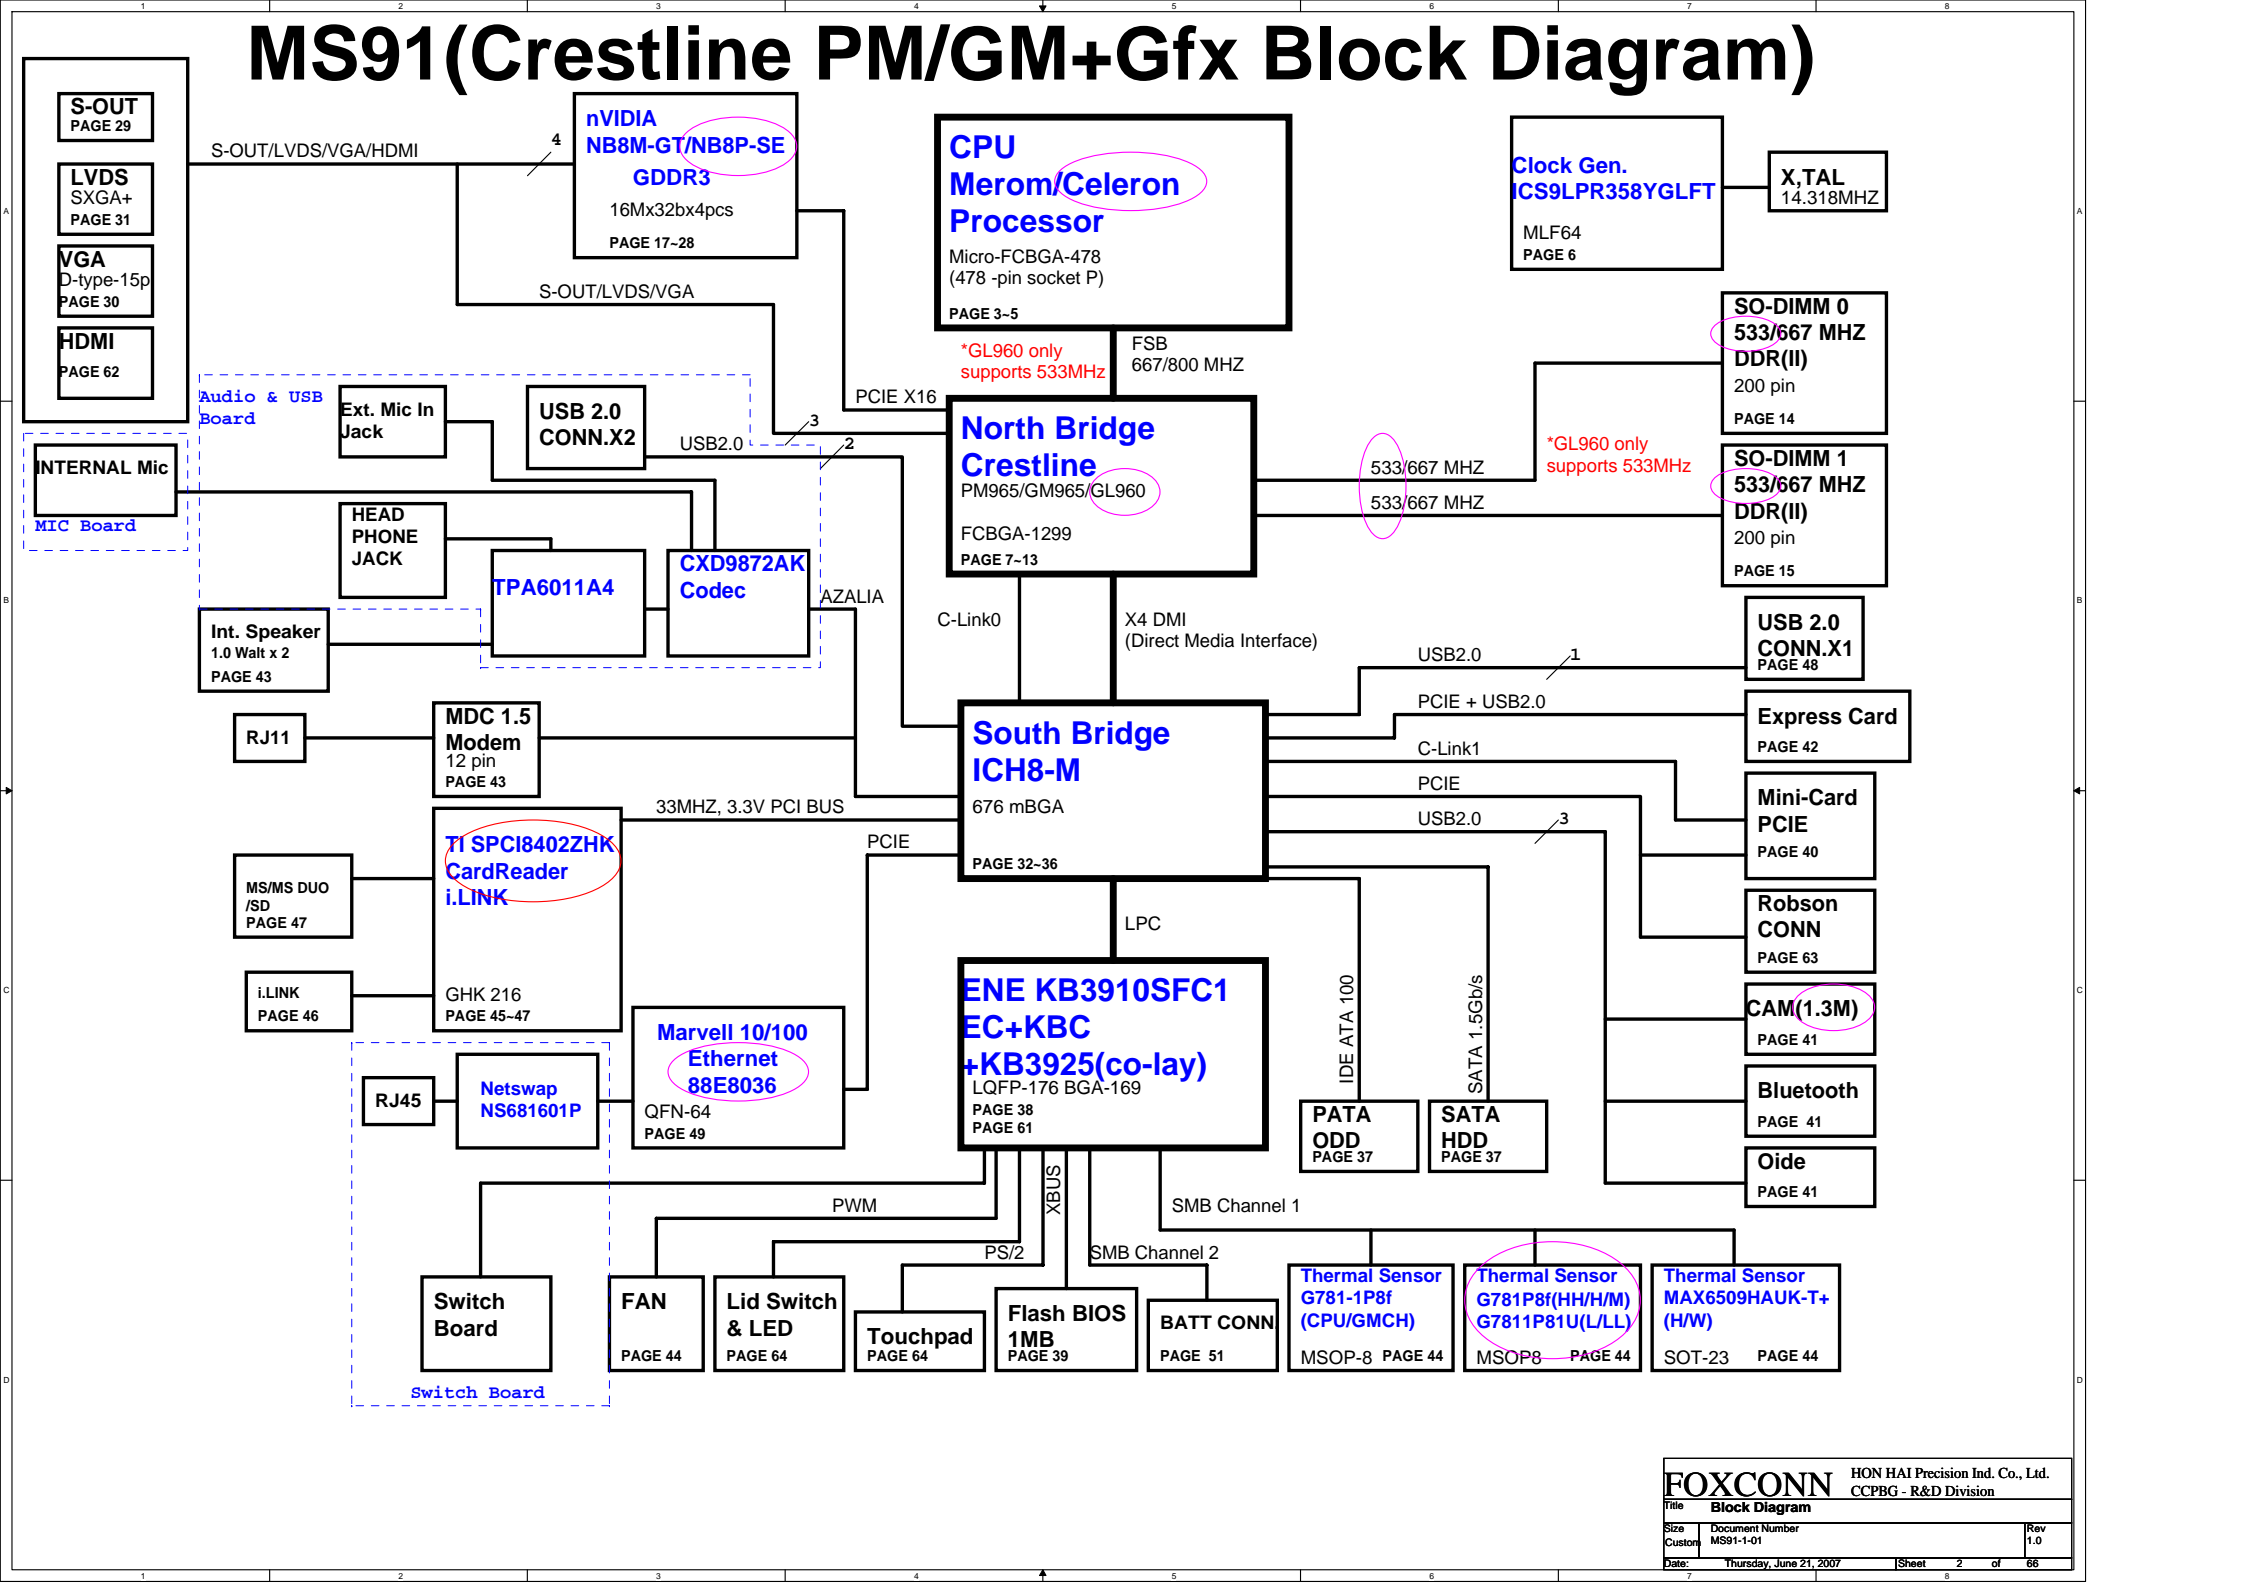 MS91(Crestline PM/GM+Gfx Block Diagram)
1 2 3 4 5 6 7 8
S-OUT
PAGE 29
LVDS
SXGA+
PAGE 31
VGA
D-type-15p
PAGE 30
HDMI
PAGE 62
S-OUT/LVDS/VGA/HDMI
4
nVIDIA
NB8M-GT/NB8P-SE
GDDR3
16Mx32bx4pcs
PAGE 17~28
S-OUT/LVDS/VGA
CPU
Merom/Celeron
Processor
Micro-FCBGA-478
(478 -pin socket P)
PAGE 3~5
Clock Gen.
ICS9LPR358YGLFT
MLF64
PAGE 6
X,TAL
14.318MHZ
A
A
*GL960 only
supports 533MHz
FSB
667/800 MHZ
PCIE X16
3
2
North Bridge
Crestline
PM965/GM965/GL960
FCBGA-1299
PAGE 7~13
533/667 MHZ
533/667 MHZ
*GL960 only
supports 533MHz
SO-DIMM 0
533/667 MHZ
DDR(II)
200 pin
PAGE 14
SO-DIMM 1
533/667 MHZ
DDR(II)
200 pin
PAGE 15
Audio & USB
Board
Ext. Mic In
Jack
USB 2.0
CONN.X2
USB2.0
INTERNAL Mic
MIC Board
HEAD
PHONE
JACK
TPA6011A4
CXD9872AK
Codec
AZALIA
Int. Speaker
1.0 Walt x 2
PAGE 43
B
B
C-Link0
X4 DMI
(Direct Media Interface)
RJ11
MDC 1.5
Modem
12 pin
PAGE 43
South Bridge
ICH8-M
676 mBGA
PAGE 32~36
USB2.0
1
PCIE + USB2.0
C-Link1
PCIE
USB2.0
3
USB 2.0
CONN.X1
PAGE 48
Express Card
PAGE 42
Mini-Card
PCIE
PAGE 40
Robson
CONN
PAGE 63
CAM(1.3M)
PAGE 41
Bluetooth
PAGE 41
Oide
PAGE 41
33MHZ, 3.3V PCI BUS
PCIE
TI SPCI8402ZHK
CardReader
i.LINK
GHK 216
PAGE 45~47
MS/MS DUO
/SD
PAGE 47
i.LINK
PAGE 46
C
C
LPC
ENE KB3910SFC1
EC+KBC
+KB3925(co-lay)
LQFP-176 BGA-169
PAGE 38
PAGE 61
IDE ATA 100
SATA 1.5Gb/s
PATA
ODD
PAGE 37
SATA
HDD
PAGE 37
Marvell 10/100
Ethernet
88E8036
QFN-64
PAGE 49
RJ45
Netswap
NS681601P
PWM
PS/2
XBUS
SMB Channel 2
SMB Channel 1
Switch
Board
Switch Board
FAN
PAGE 44
Lid Switch
& LED
PAGE 64
Touchpad
PAGE 64
Flash BIOS
1MB
PAGE 39
BATT CONN.
PAGE 51
Thermal Sensor
G781-1P8f
(CPU/GMCH)
MSOP-8 PAGE 44
Thermal Sensor
G781P8f(HH/H/M)
G7811P81U(L/LL)
MSOP8 PAGE 44
Thermal Sensor
MAX6509HAUK-T+
(H/W)
SOT-23 PAGE 44
D
D
FOXCONN
HON HAI Precision Ind. Co., Ltd.
CCPBG - R&D Division
Title
Block Diagram
Size Document Number Rev
Custom MS91-1-01 1.0
Date: Thursday, June 21, 2007 Sheet 2 of 66
1 2 3 4 5 6 7 8